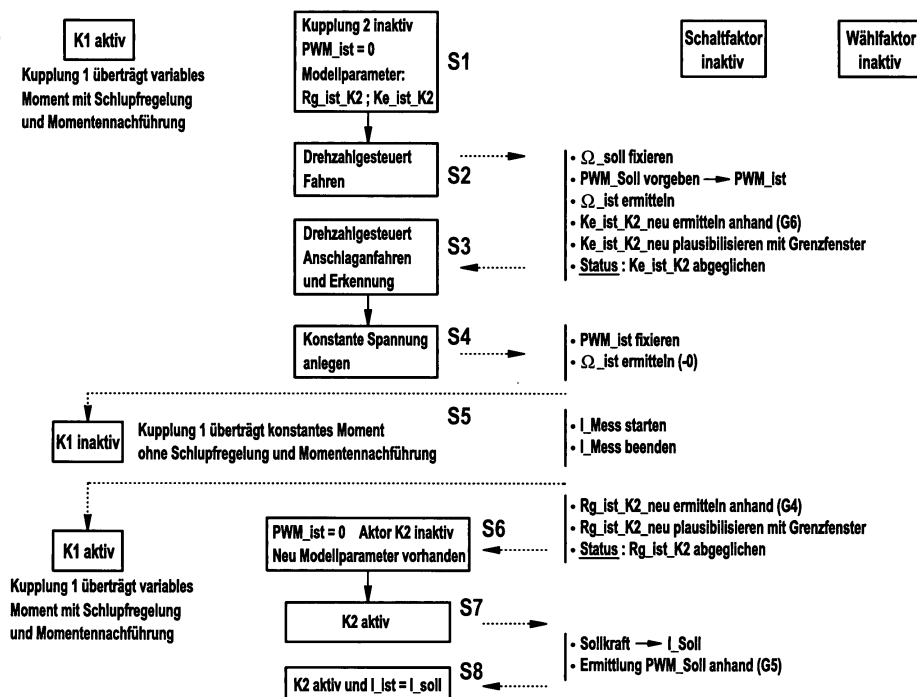 K1 aktiv
Kupplung 1 überträgt variables
Moment mit Schlupfregelung
und Momentennachführung
Kupplung 2 inaktiv
PWM_ist = 0
Modellparameter:
Rg_ist_K2 ; Ke_ist_K2
S1
Schaltfaktor
inaktiv
Wählfaktor
inaktiv
Drehzahlgesteuert
Fahren
S2
• Ω_soll fixieren
• PWM_Soll vorgeben → PWM_ist
• Ω_ist ermitteln
• Ke_ist_K2_neu ermitteln anhand (G6)
• Ke_ist_K2_neu plausibilisieren mit Grenzfenster
• Status : Ke_ist_K2 abgeglichen
Drehzahlgesteuert
Anschlaganfahren
und Erkennung
S3
Konstante Spannung
anlegen
S4
• PWM_ist fixieren
• Ω_ist ermitteln (-0)
S5
K1 inaktiv
Kupplung 1 überträgt konstantes Moment
ohne Schlupfregelung und Momentennachführung
• I_Mess starten
• I_Mess beenden
K1 aktiv
Kupplung 1 überträgt variables
Moment mit Schlupfregelung
und Momentennachführung
PWM_ist = 0 Aktor K2 inaktiv
Neu Modellparameter vorhanden
S6
• Rg_ist_K2_neu ermitteln anhand (G4)
• Rg_ist_K2_neu plausibilisieren mit Grenzfenster
• Status : Rg_ist_K2 abgeglichen
K2 aktiv
S7
• Sollkraft → I_Soll
• Ermittlung PWM_Soll anhand (G5)
K2 aktiv und I_ist = I_soll
S8